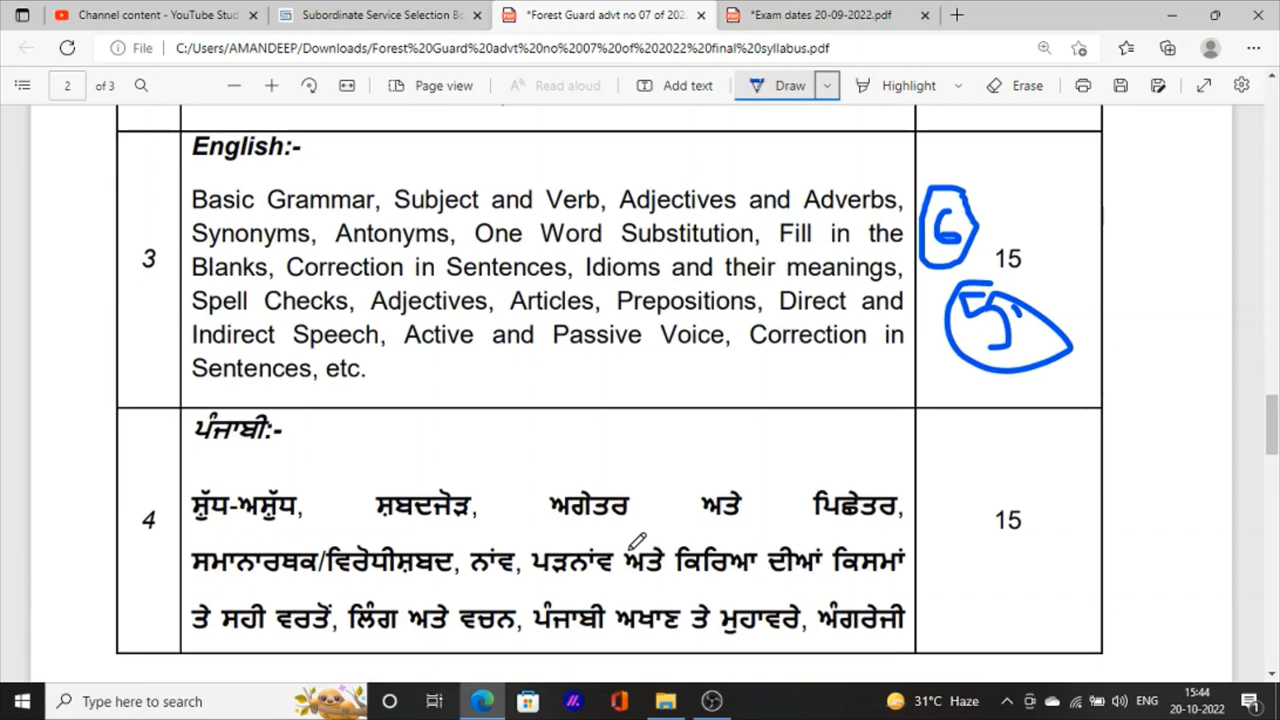 Channel content - YouTube Stud
Subordinate Service Selection Bo
*Forest Guard advt no 07 of 202
*Exam dates 20-09-2022.pdf
File C:/Users/AMANDEEP/Downloads/Forest%20Guard%20advt%20no%2007%20of%202022%20final%20syllabus.pdf
2 of 3 Page view Read aloud Add text Draw Highlight Erase
English:-
Basic Grammar, Subject and Verb, Adjectives and Adverbs,
Synonyms, Antonyms, One Word Substitution, Fill in the
Blanks, Correction in Sentences, Idioms and their meanings,
Spell Checks, Adjectives, Articles, Prepositions, Direct and
Indirect Speech, Active and Passive Voice, Correction in
Sentences, etc.
3
6
15
ਪੰਜਾਬੀ:-
ਸ਼ੁੱਧ-ਅਸ਼ੁੱਧ, ਸ਼ਬਦਜੋੜ, ਅਗੇਤਰ ਅਤੇ ਪਿਛੇਤਰ,
ਸਮਾਨਾਰਥਕ/ਵਿਰੋਧੀਸ਼ਬਦ, ਨਾਂਵ, ਪੜਨਾਂਵ ਅਤੇ ਕਿਰਿਆ ਦੀਆਂ ਕਿਸਮਾਂ
ਤੇ ਸਹੀ ਵਰਤੋਂ, ਲਿੰਗ ਅਤੇ ਵਚਨ, ਪੰਜਾਬੀ ਅਖਾਣ ਤੇ ਮੁਹਾਵਰੇ, ਅੰਗਰੇਜੀ
4
15
Type here to search
31°C Haze
ENG
15:44
20-10-2022